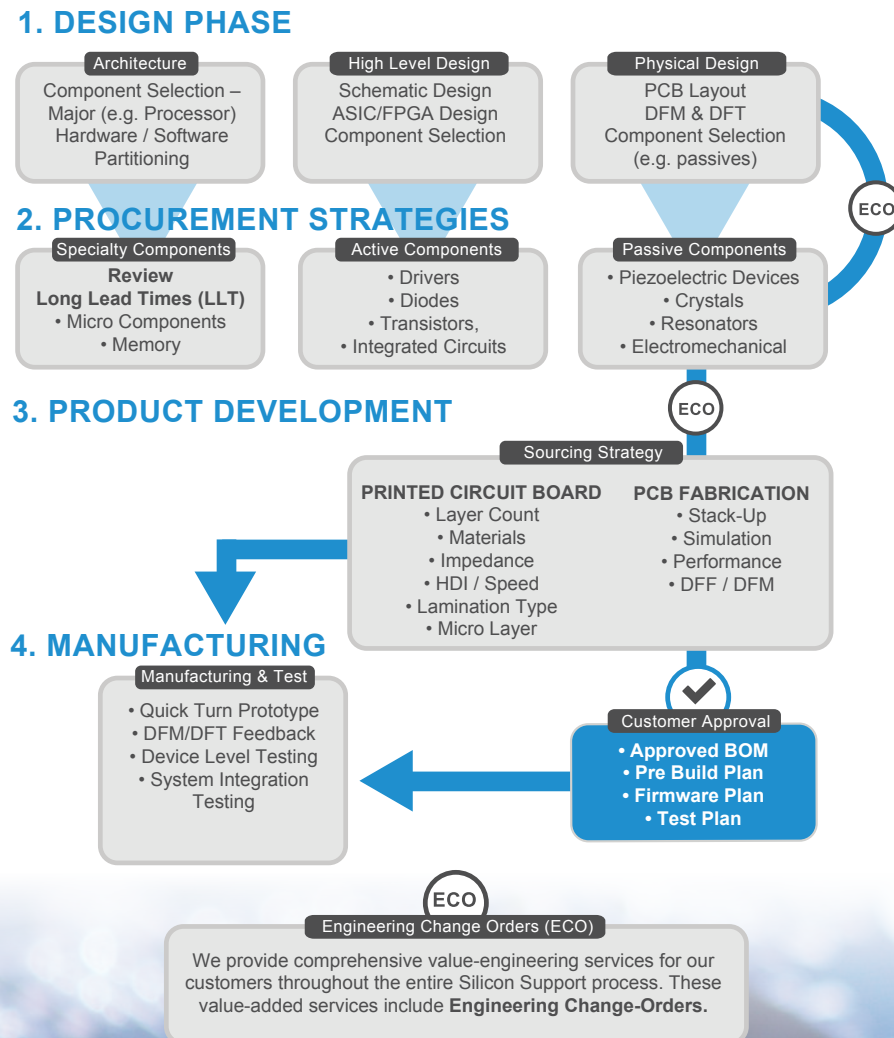 1. DESIGN PHASE
Architecture
Component Selection –
Major (e.g. Processor)
Hardware / Software
Partitioning
High Level Design
Schematic Design
ASIC/FPGA Design
Component Selection
Physical Design
PCB Layout
DFM & DFT
Component Selection
(e.g. passives)
ECO
2. PROCUREMENT STRATEGIES
Specialty Components
Review
Long Lead Times (LLT)
• Micro Components
• Memory
Active Components
• Drivers
• Diodes
• Transistors,
• Integrated Circuits
Passive Components
• Piezoelectric Devices
• Crystals
• Resonators
• Electromechanical
ECO
3. PRODUCT DEVELOPMENT
Sourcing Strategy
PRINTED CIRCUIT BOARD
• Layer Count
• Materials
• Impedance
• HDI / Speed
• Lamination Type
• Micro Layer
PCB FABRICATION
• Stack-Up
• Simulation
• Performance
• DFF / DFM
4. MANUFACTURING
Manufacturing & Test
• Quick Turn Prototype
• DFM/DFT Feedback
• Device Level Testing
• System Integration
Testing
Customer Approval
• Approved BOM
• Pre Build Plan
• Firmware Plan
• Test Plan
ECO
Engineering Change Orders (ECO)
We provide comprehensive value-engineering services for our
customers throughout the entire Silicon Support process. These
value-added services include Engineering Change-Orders.